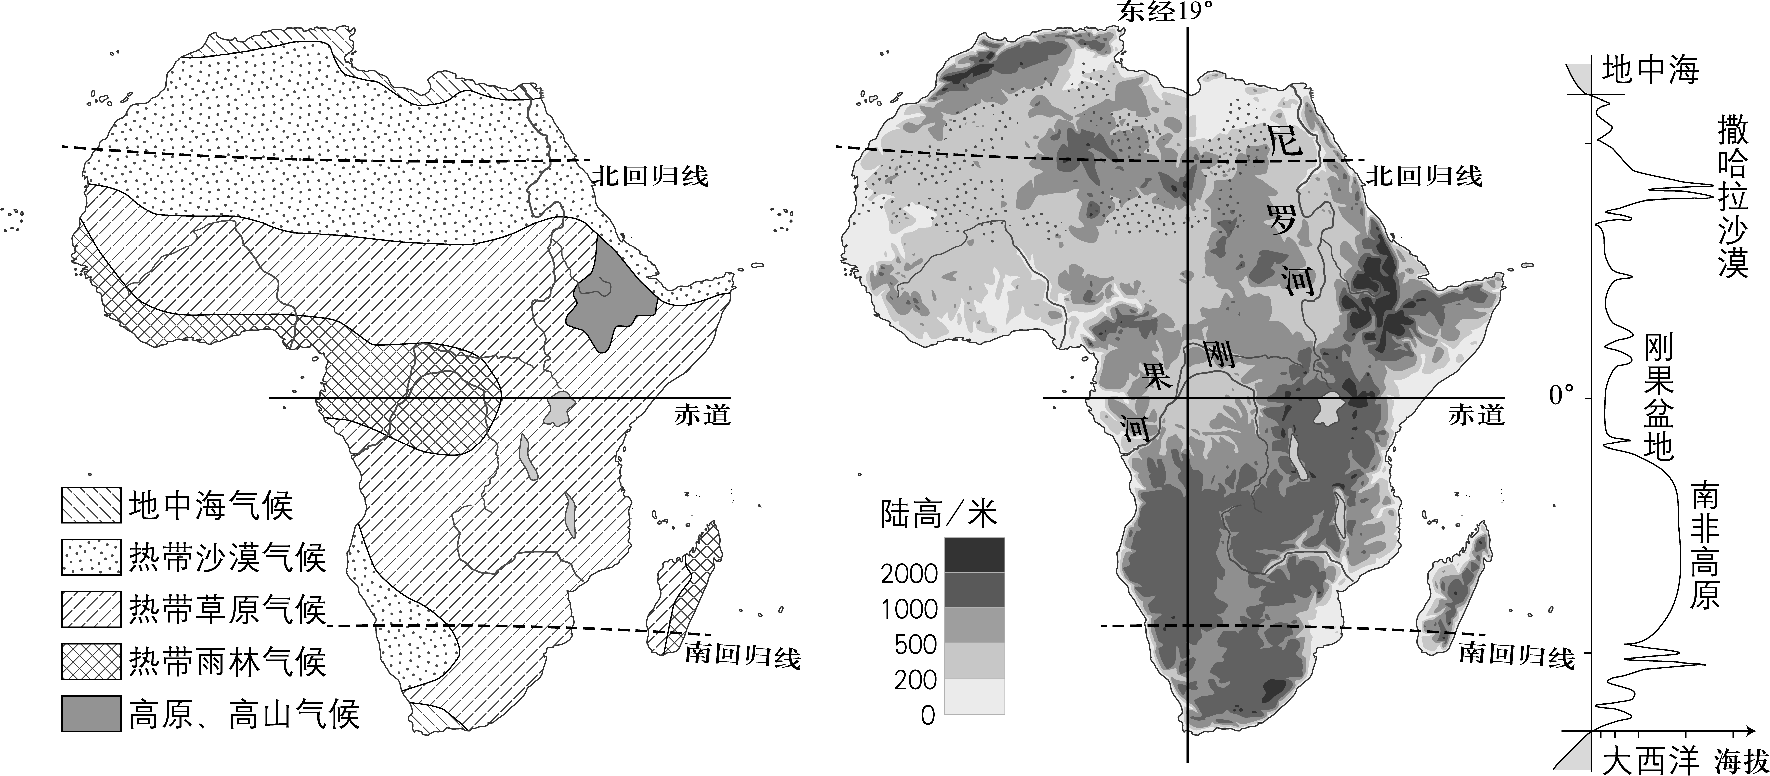 北回归线
赤道
南回归线
地中海气候
热带沙漠气候
热带草原气候
热带雨林气候
高原、高山气候
东经19°
北回归线
尼
罗
河
刚
果
河
赤道
南回归线
陆高/米
2000
1000
500
200
0
地中海
撒哈拉沙漠
0°
刚果盆地
南非高原
大西洋
海拔